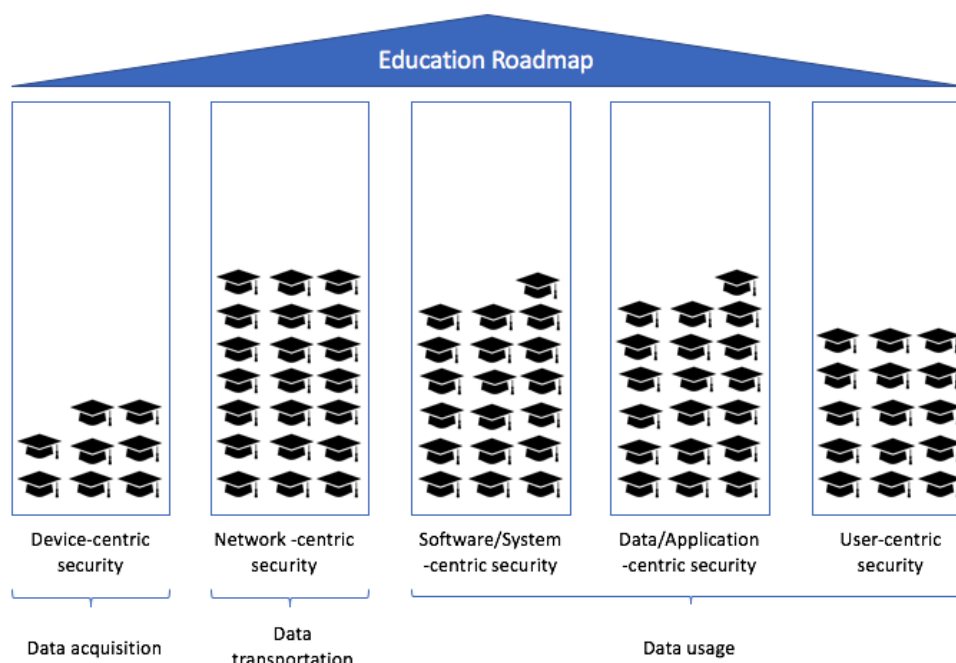 Education Roadmap
Device-centric
security
Network -centric
security
Software/System
-centric security
Data/Application
-centric security
User-centric
security
Data acquisition
Data
transportation
Data usage